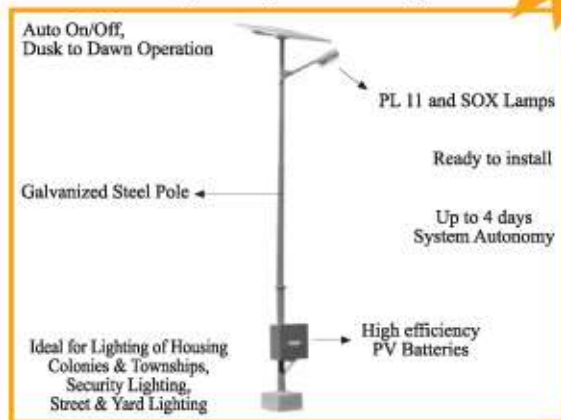 Auto On/Off,
Dusk to Dawn Operation
PL 11 and SOX Lamps
Ready to install
Galvanized Steel Pole
Up to 4 days
System Autonomy
High efficiency
PV Batteries
Ideal for Lighting of Housing
Colonies & Townships,
Security Lighting,
Street & Yard Lighting